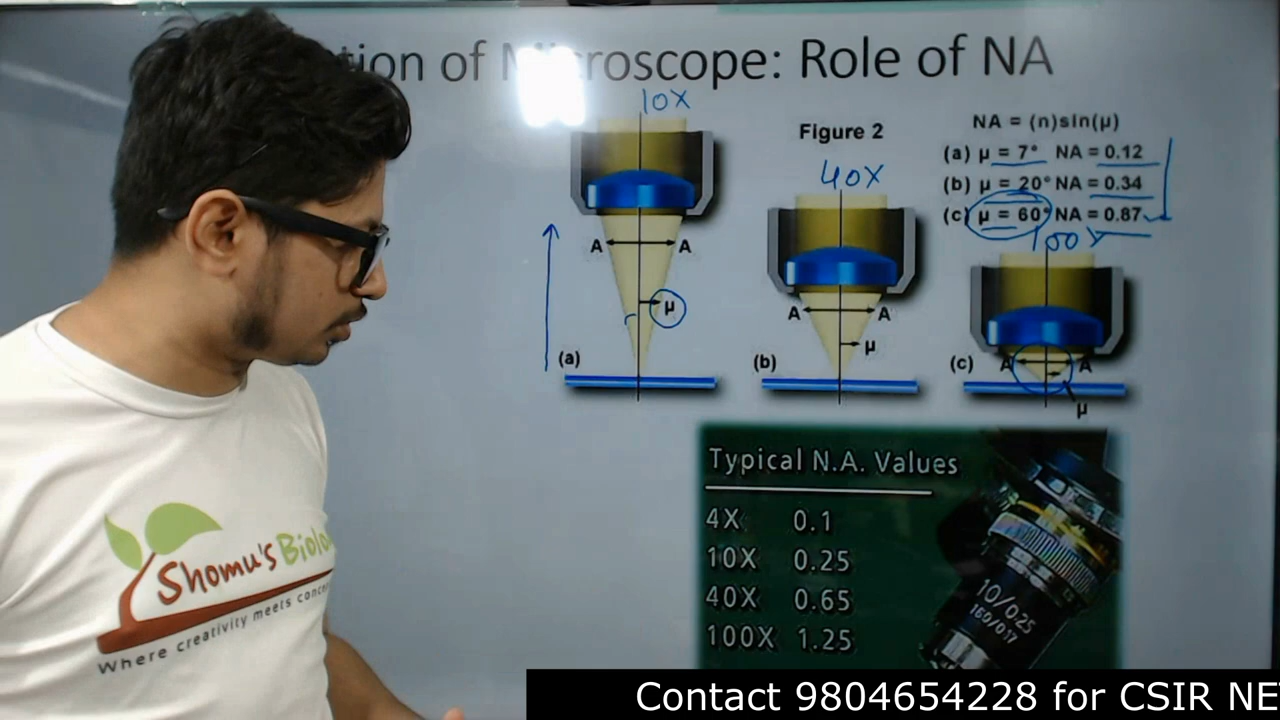 tion of M roscope: Role of NA
10X
Figure 2
40X
NA = (n)sin(μ)
(a) μ = 7° NA = 0.12
(b) μ = 20° NA = 0.34
(c) μ = 60° NA = 0.87
100X
A A
μ
(a)
A A
μ
(b)
A A
μ
(c)
Typical N.A. Values
4X 0.1
10X 0.25
40X 0.65
100X 1.25
10/0.25
160/0.17
Shomu's Biolo
Where creativity meets conce
Contact 9804654228 for CSIR NE